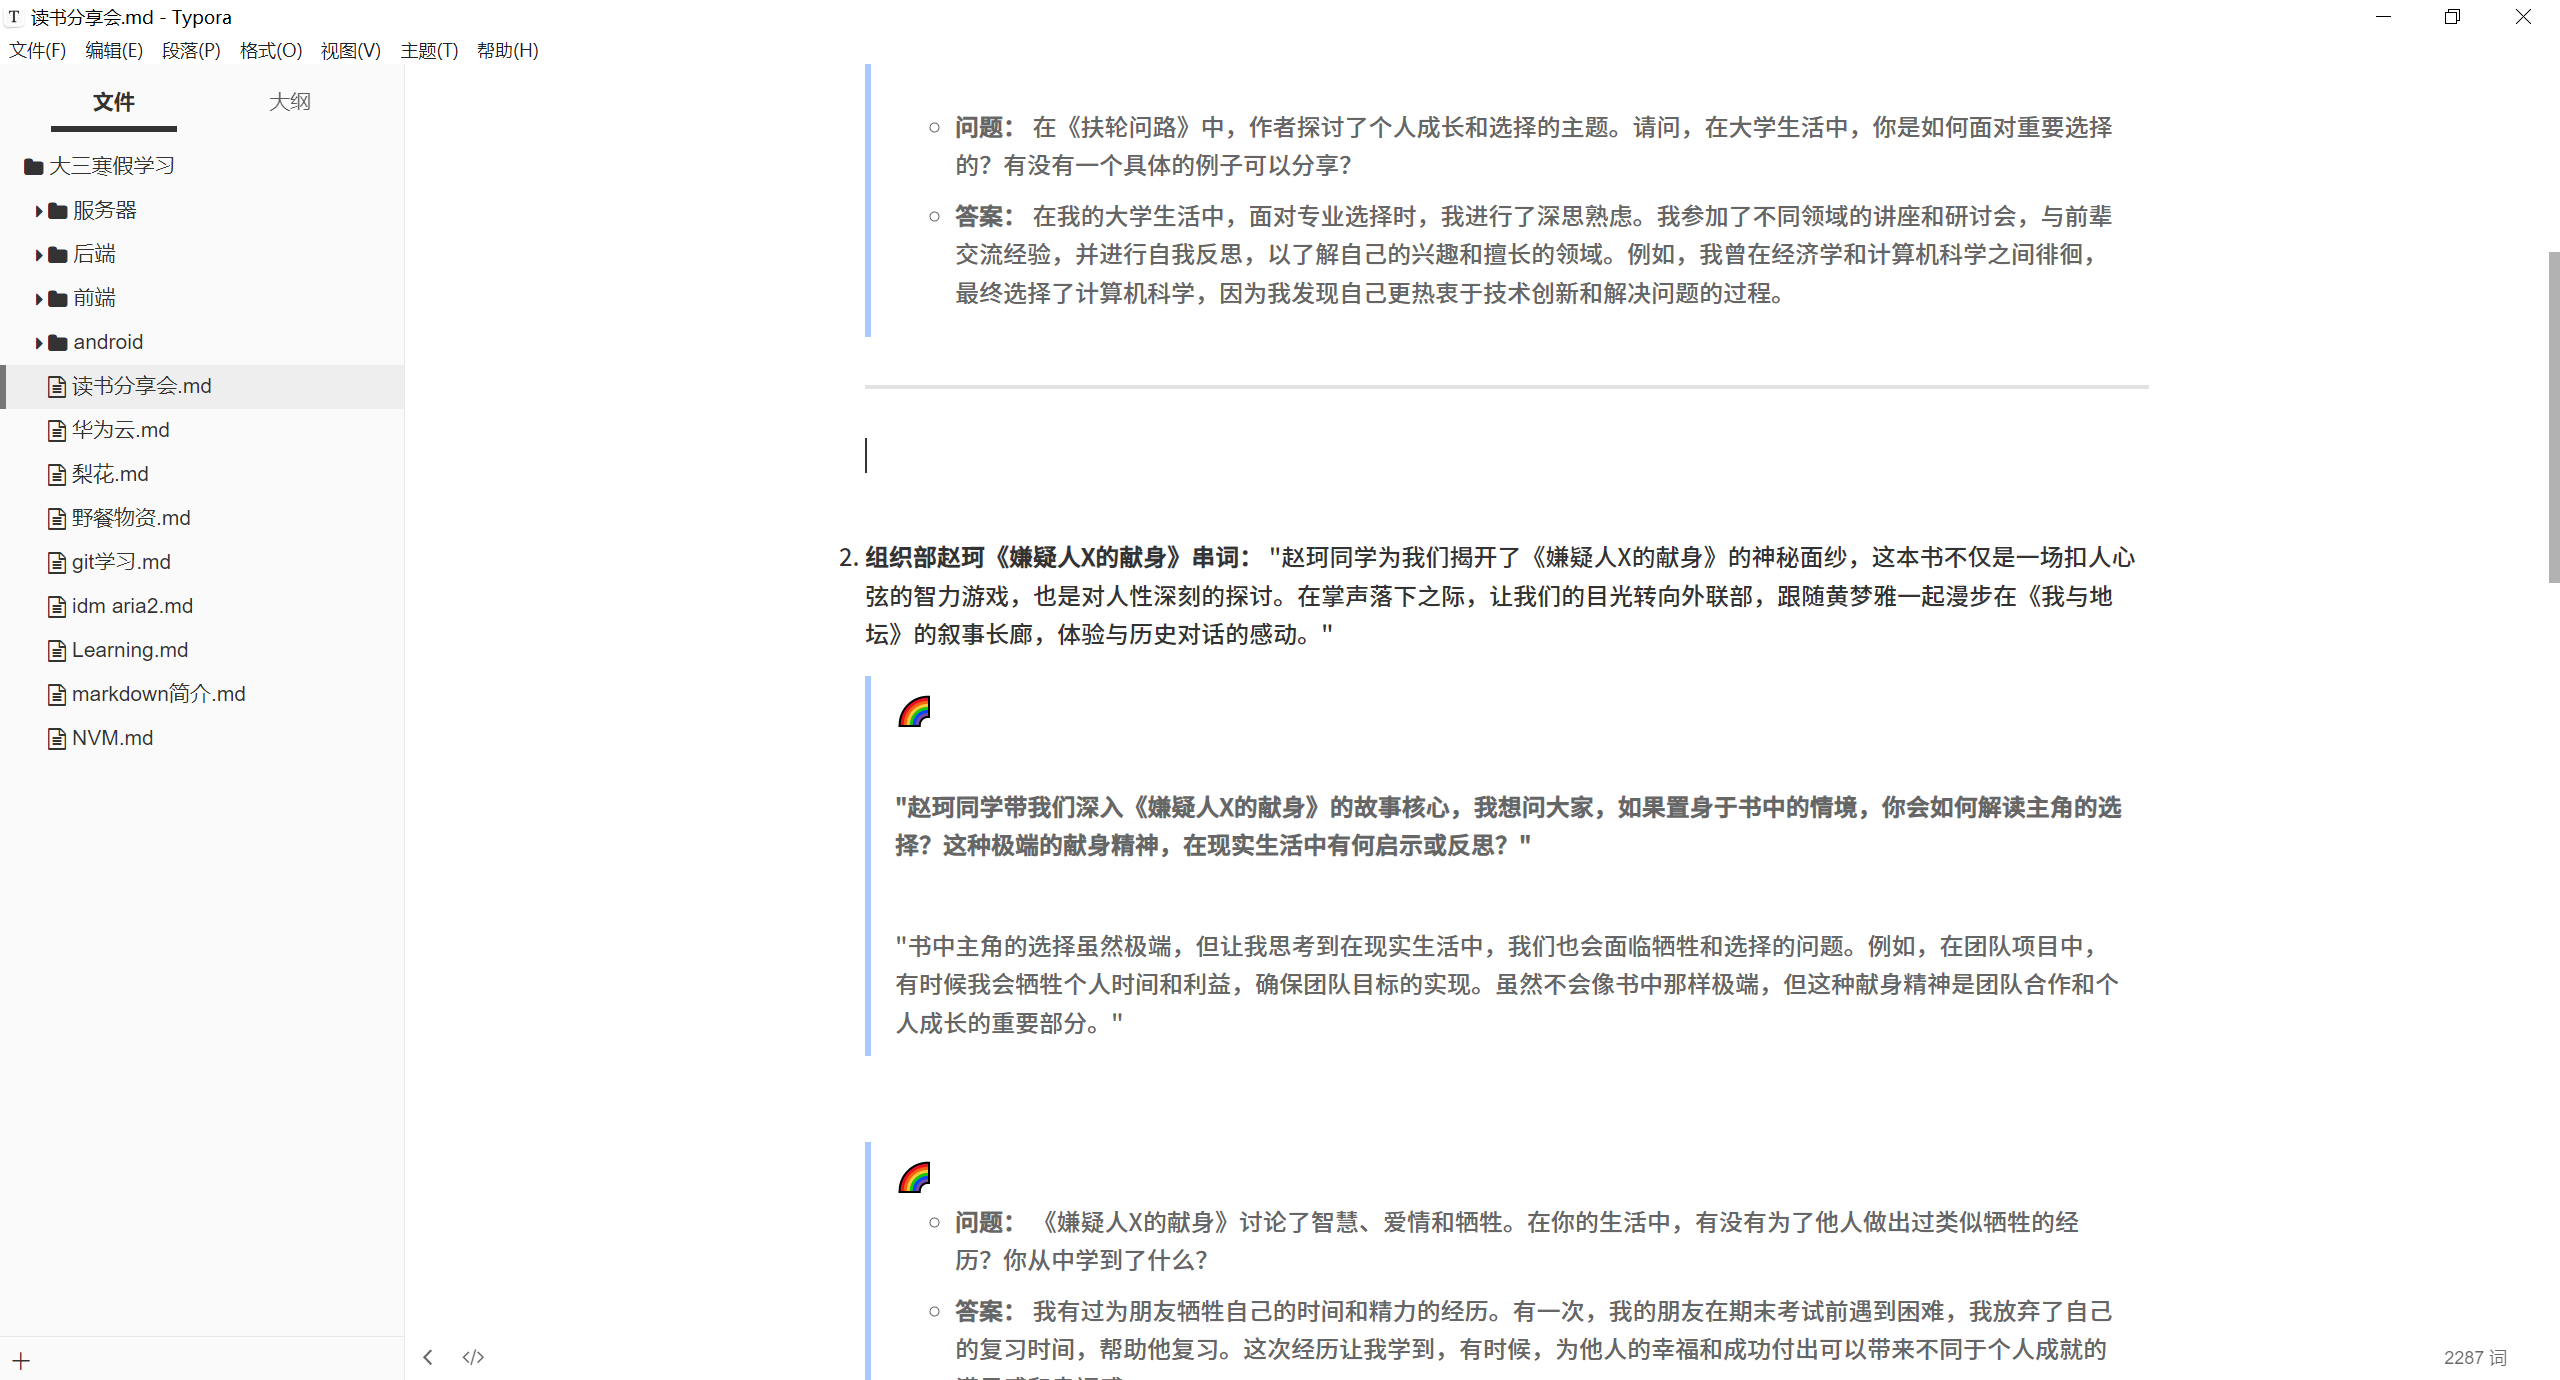 读书分享会.md - Typora
文件(F) 编辑(E) 段落(P) 格式(O) 视图(V) 主题(T) 帮助(H)
文件 大纲
大三寒假学习
服务器
后端
前端
android
读书分享会.md
华为云.md
梨花.md
野餐物资.md
git学习.md
idm aria2.md
Learning.md
markdown简介.md
NVM.md
问题： 在《扶轮问路》中，作者探讨了个人成长和选择的主题。请问，在大学生活中，你是如何面对重要选择
的？有没有一个具体的例子可以分享？
答案： 在我的大学生活中，面对专业选择时，我进行了深思熟虑。我参加了不同领域的讲座和研讨会，与前辈
交流经验，并进行自我反思，以了解自己的兴趣和擅长的领域。例如，我曾在经济学和计算机科学之间徘徊，
最终选择了计算机科学，因为我发现自己更热衷于技术创新和解决问题的过程。
2. 组织部赵珂《嫌疑人X的献身》串词： "赵珂同学为我们揭开了《嫌疑人X的献身》的神秘面纱，这本书不仅是一场扣人心
弦的智力游戏，也是对人性深刻的探讨。在掌声落下之际，让我们的目光转向外联部，跟随黄梦雅一起漫步在《我与地
坛》的叙事长廊，体验与历史对话的感动。"
"赵珂同学带我们深入《嫌疑人X的献身》的故事核心，我想问大家，如果置身于书中的情境，你会如何解读主角的选
择？这种极端的献身精神，在现实生活中有何启示或反思？"
"书中主角的选择虽然极端，但让我思考到在现实生活中，我们也会面临牺牲和选择的问题。例如，在团队项目中，
有时候我会牺牲个人时间和利益，确保团队目标的实现。虽然不会像书中那样极端，但这种献身精神是团队合作和个
人成长的重要部分。"
问题： 《嫌疑人X的献身》讨论了智慧、爱情和牺牲。在你的生活中，有没有为了他人做出过类似牺牲的经
历？你从中学到了什么？
答案： 我有过为朋友牺牲自己的时间和精力的经历。有一次，我的朋友在期末考试前遇到困难，我放弃了自己
的复习时间，帮助他复习。这次经历让我学到，有时候，为他人的幸福和成功付出可以带来不同于个人成就的
2287 词